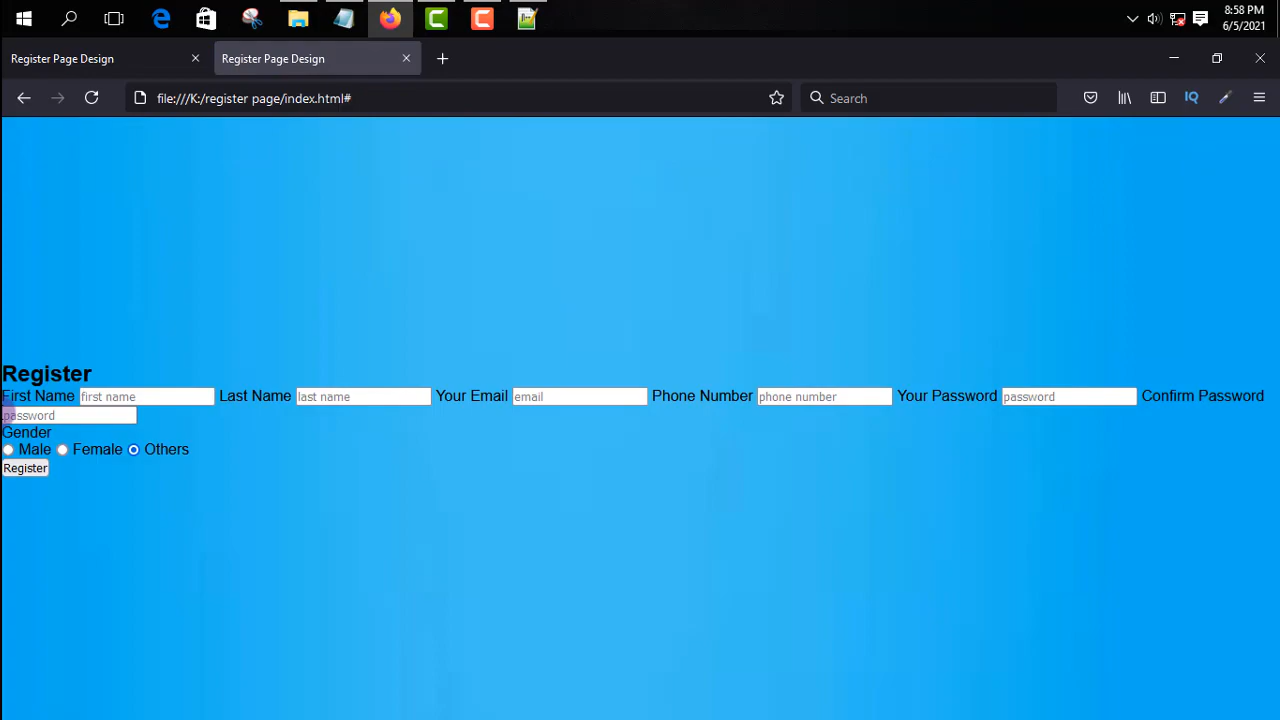 8:58 PM
6/5/2021
Register Page Design
Register Page Design
file:///K:/register page/index.html#
Search
IQ
Register
First Name first name Last Name last name Your Email email Phone Number phone number Your Password password Confirm Password
password
Gender
Male Female Others
Register